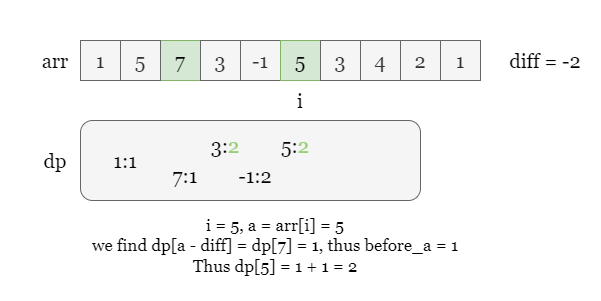 arr 1 5 7 3 -1 5 3 4 2 1 diff = -2
i
dp
3:2 5:2
1:1
7:1 -1:2
i = 5, a = arr[i] = 5
we find dp[a - diff] = dp[7] = 1, thus before_a = 1
Thus dp[5] = 1 + 1 = 2